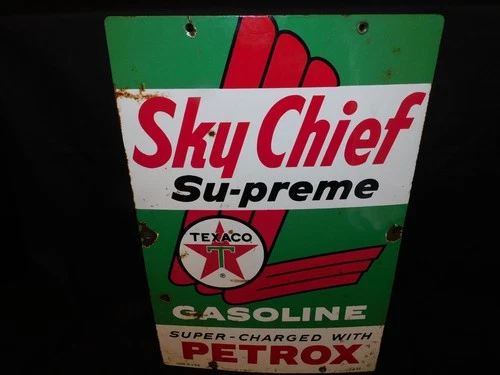 Sky Chief
Su-preme
TEXACO
T
®
GASOLINE
SUPER-CHARGED WITH
PETROX